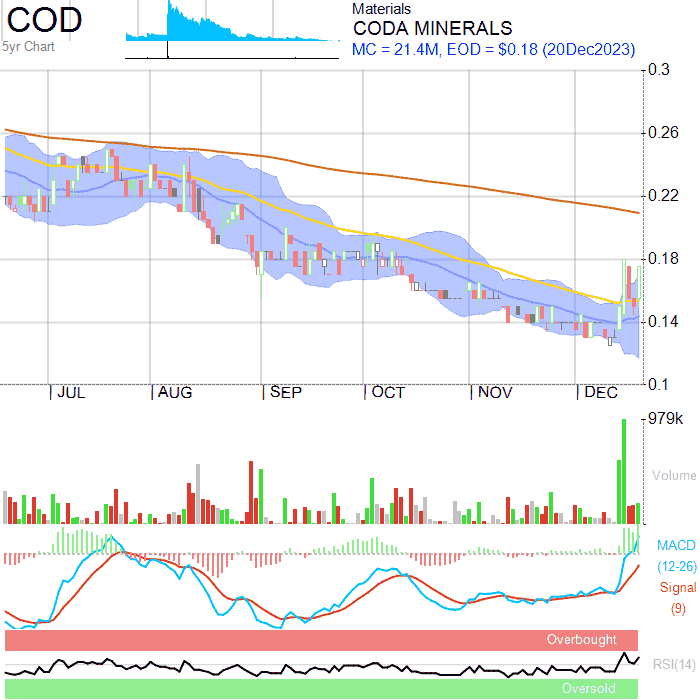 COD
5yr Chart
Materials
CODA MINERALS
MC = 21.4M, EOD = $0.18 (20Dec2023)
0.3
0.26
0.22
0.18
0.14
0.1
JUL AUG SEP OCT NOV DEC
979k
Volume
MACD
(12-26)
Signal
(9)
Overbought
RSI(14)
Oversold